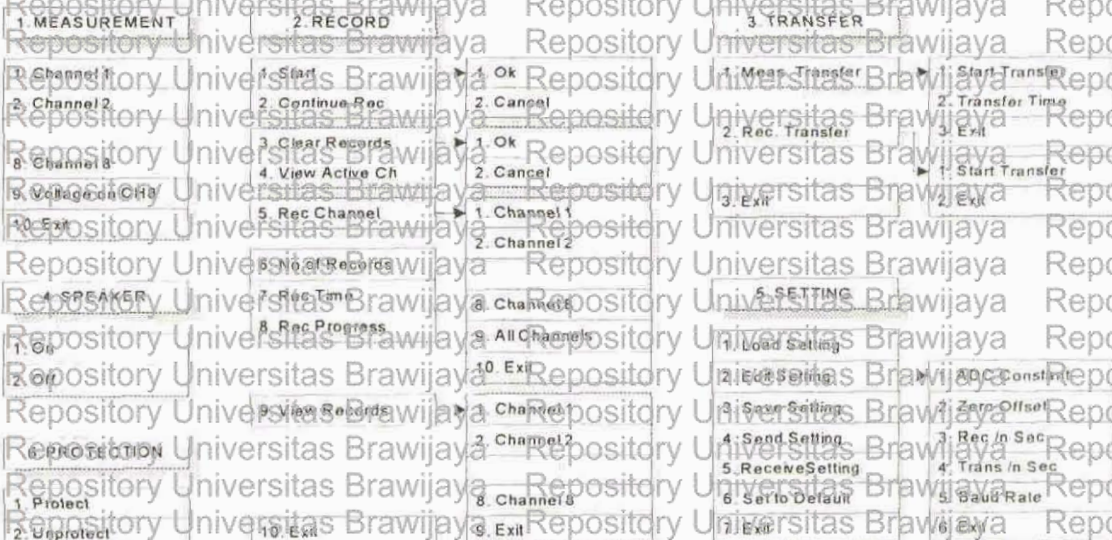 1. MEASUREMENT
1. Channel 1
2. Channel 2
8. Channel 8
9. Voltage on CH8
10. Exit
2. RECORD
1. Start
2. Continue Rec
3. Clear Records
4. View Active Ch
5. Rec Channel
6. No of Records
7. Rec Time
8. Rec Progress
9. View Records
10. Exit
1. Ok
2. Cancel
1. Ok
2. Cancel
1. Channel 1
2. Channel 2
8. Channel 8
9. All Channels
10. Exit
1. Channel 1
2. Channel 2
8. Channel 8
9. Exit
3. TRANSFER
1. Meas. Transfer
2. Rec. Transfer
3. Exit
1. Start Transfer
2. Transfer Time
3. Exit
1. Start Transfer
2. Exit
4. SPEAKER
1. On
2. Off
5. SETTING
1. Load Setting
2. Edit Setting
3. Save Setting
4. Send Setting
5. ReceiveSetting
6. Set to Default
7. Exit
1. ADC Constant
2. Zero Offset
3. Rec /n Sec
4. Trans /n Sec
5. Baud Rate
6. Exit
6. PROTECTION
1. Protect
2. Unprotect
Repository Universitas Brawijaya